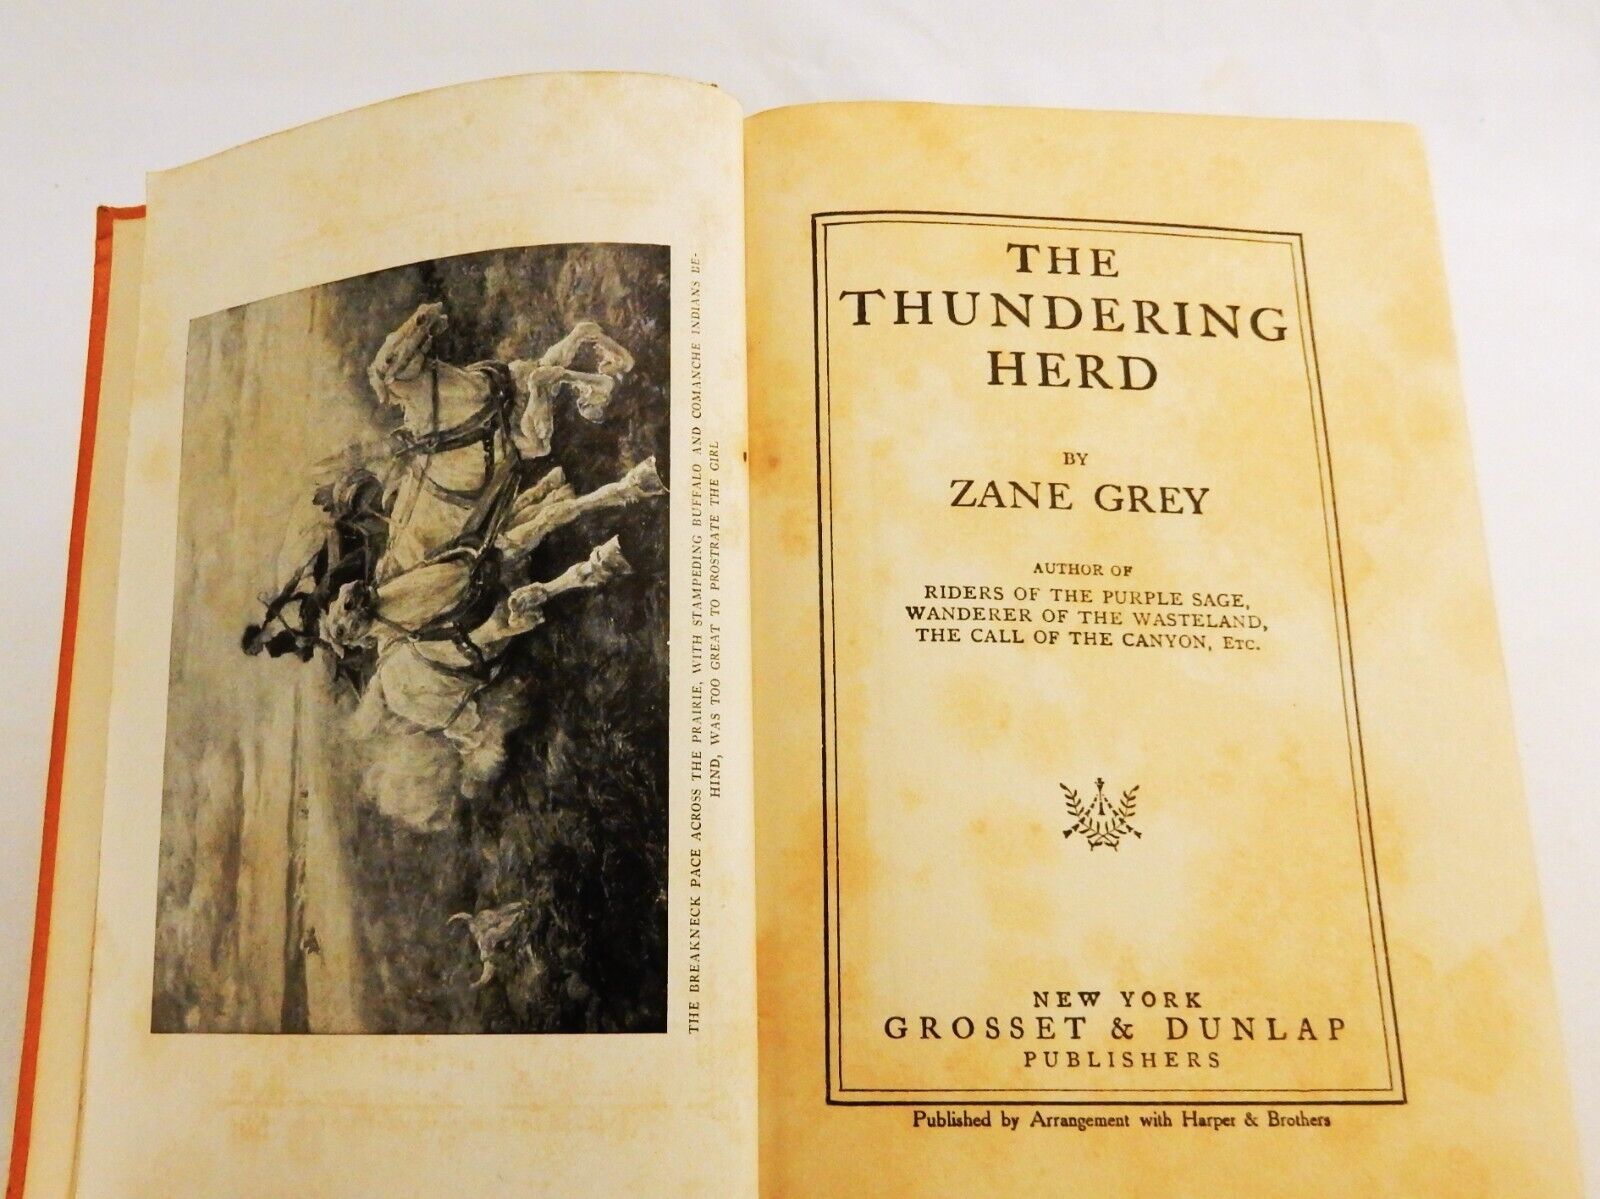 THE BREAKNECK PACE ACROSS THE PRAIRIE, WITH STAMPEDING BUFFALO AND COMANCHE INDIANS BE-
HIND, WAS TOO GREAT TO PROSTRATE THE GIRL
THE
THUNDERING
HERD
BY
ZANE GREY
AUTHOR OF
RIDERS OF THE PURPLE SAGE,
WANDERER OF THE WASTELAND,
THE CALL OF THE CANYON, ETC.
NEW YORK
GROSSET & DUNLAP
PUBLISHERS
Published by Arrangement with Harper & Brothers